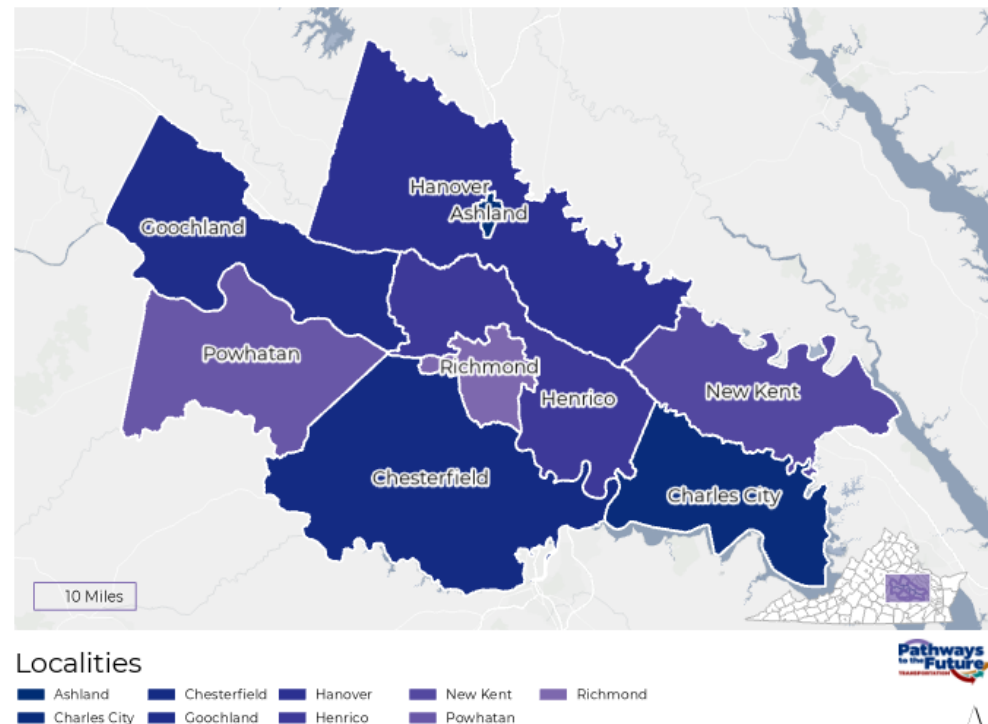 Hanover
Ashland
Goochland
Powhatan
Richmond
Henrico
New Kent
Chesterfield
Charles City
10 Miles
Localities
Pathways
to the Future
TRANSPORTATION
Ashland
Chesterfield
Hanover
New Kent
Richmond
Charles City
Goochland
Henrico
Powhatan